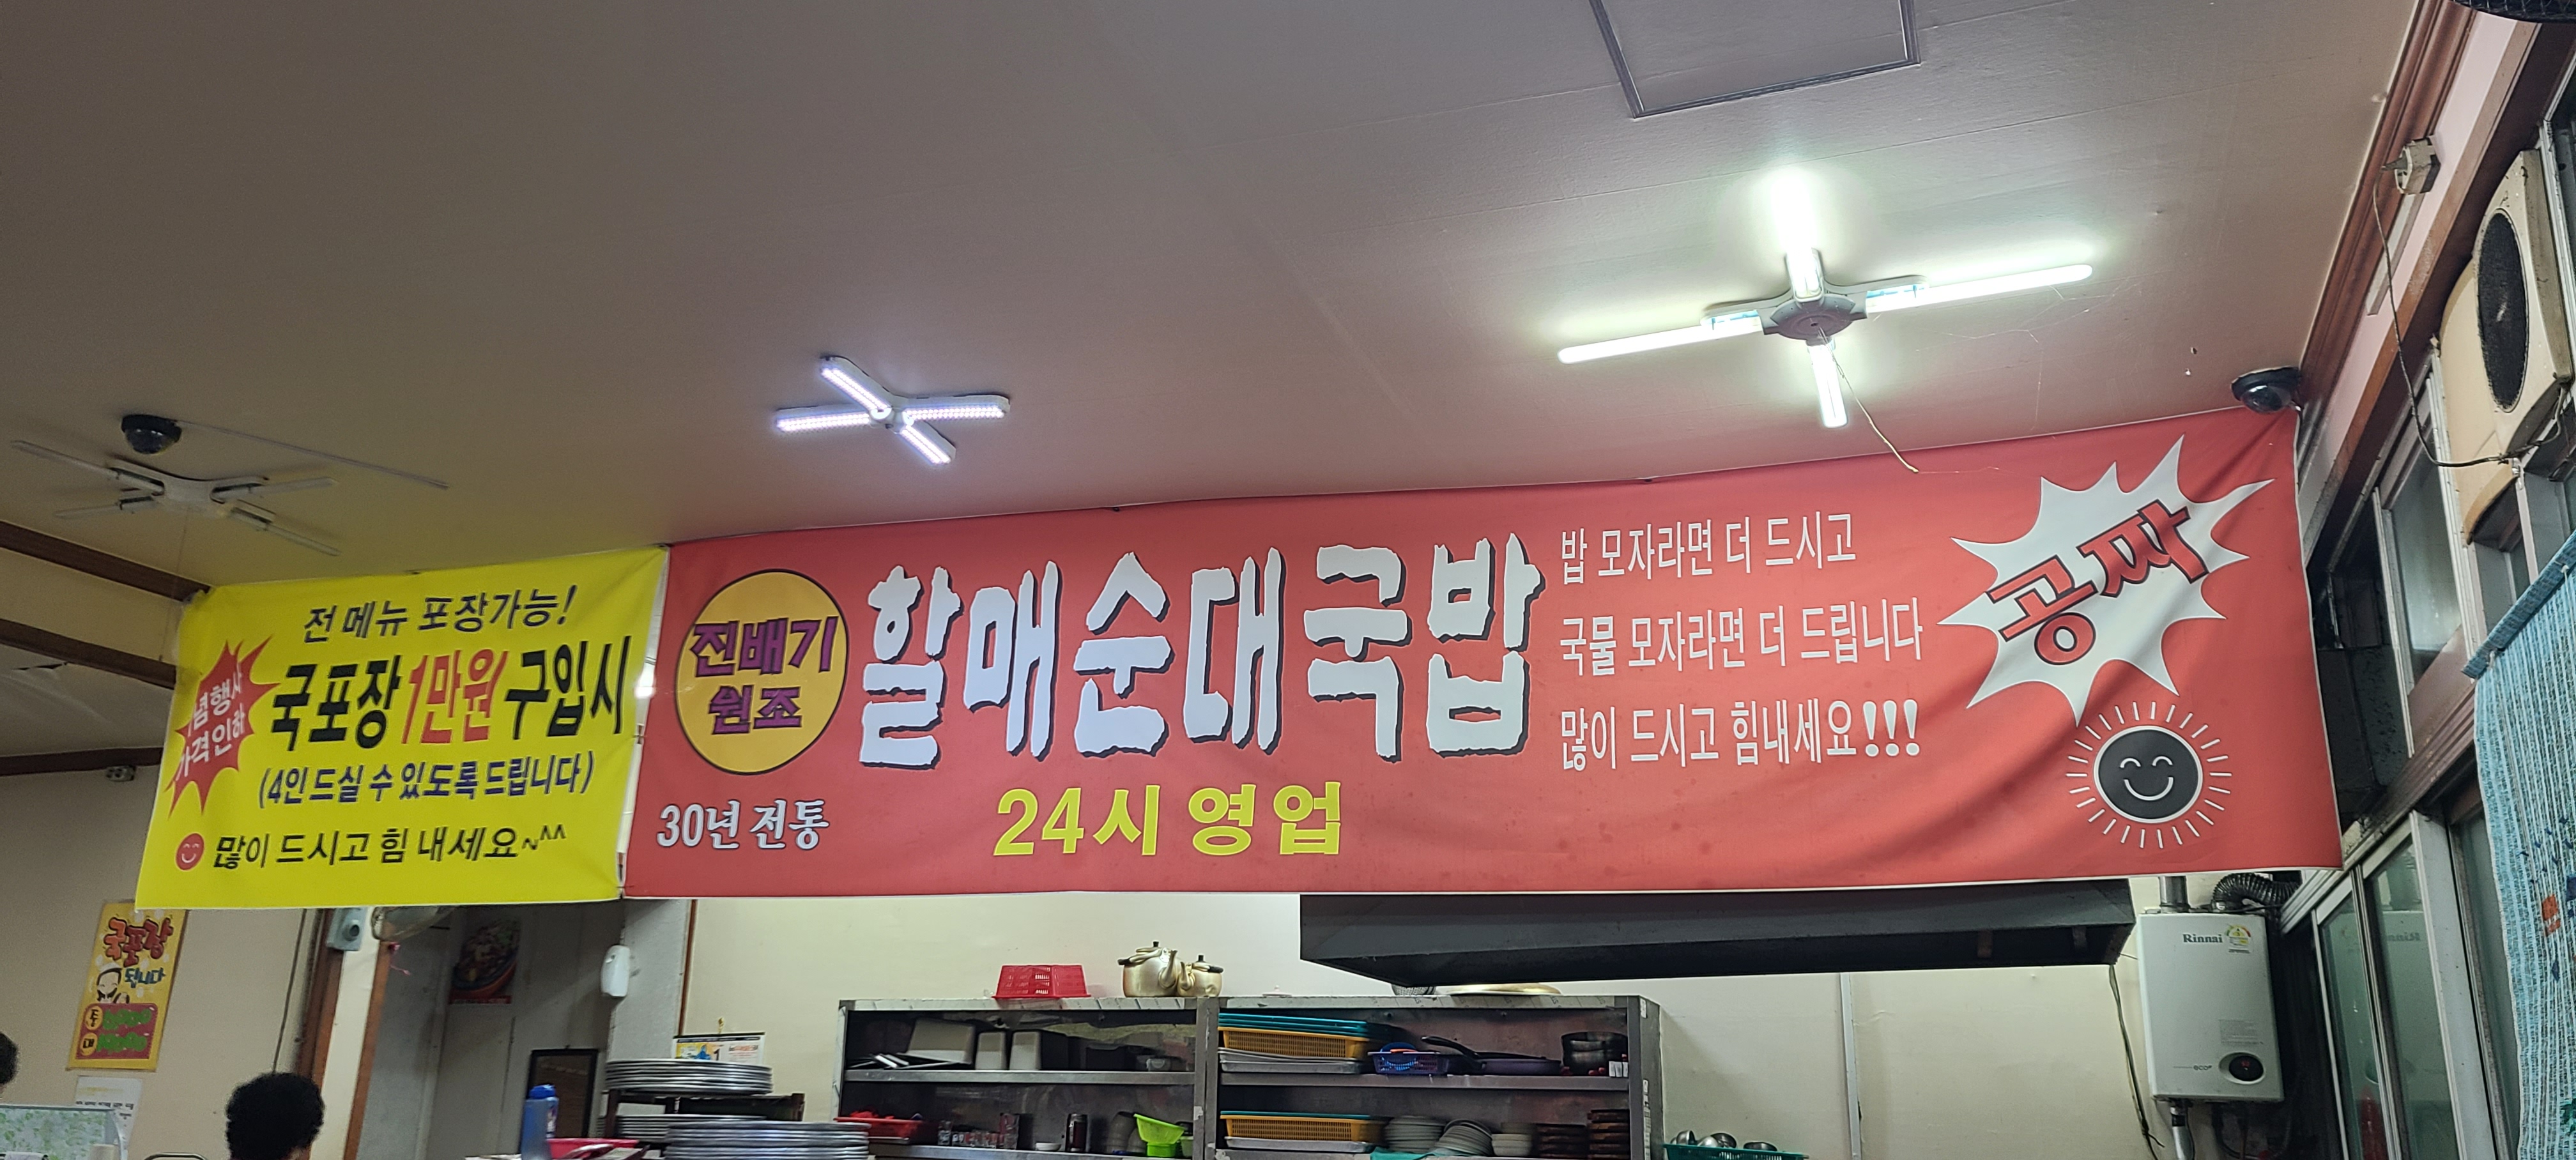 전 메뉴 포장가능!
념행사
가격인하
국포장 1만원 구입시
(4인 드실 수 있도록 드립니다)
많이 드시고 힘 내세요~^^
진배기
원조
할매순대국밥
30년 전통
24시 영업
밥 모자라면 더 드시고
국물 모자라면 더 드립니다
많이 드시고 힘내세요!!!
공짜
국포장
됩니다
Rinnai